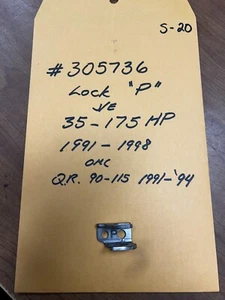 S-20
#305736
Lock "P"
J/E
35-175 HP
1991-1998
OMC
Q.R. 90-115 1991-'94
P